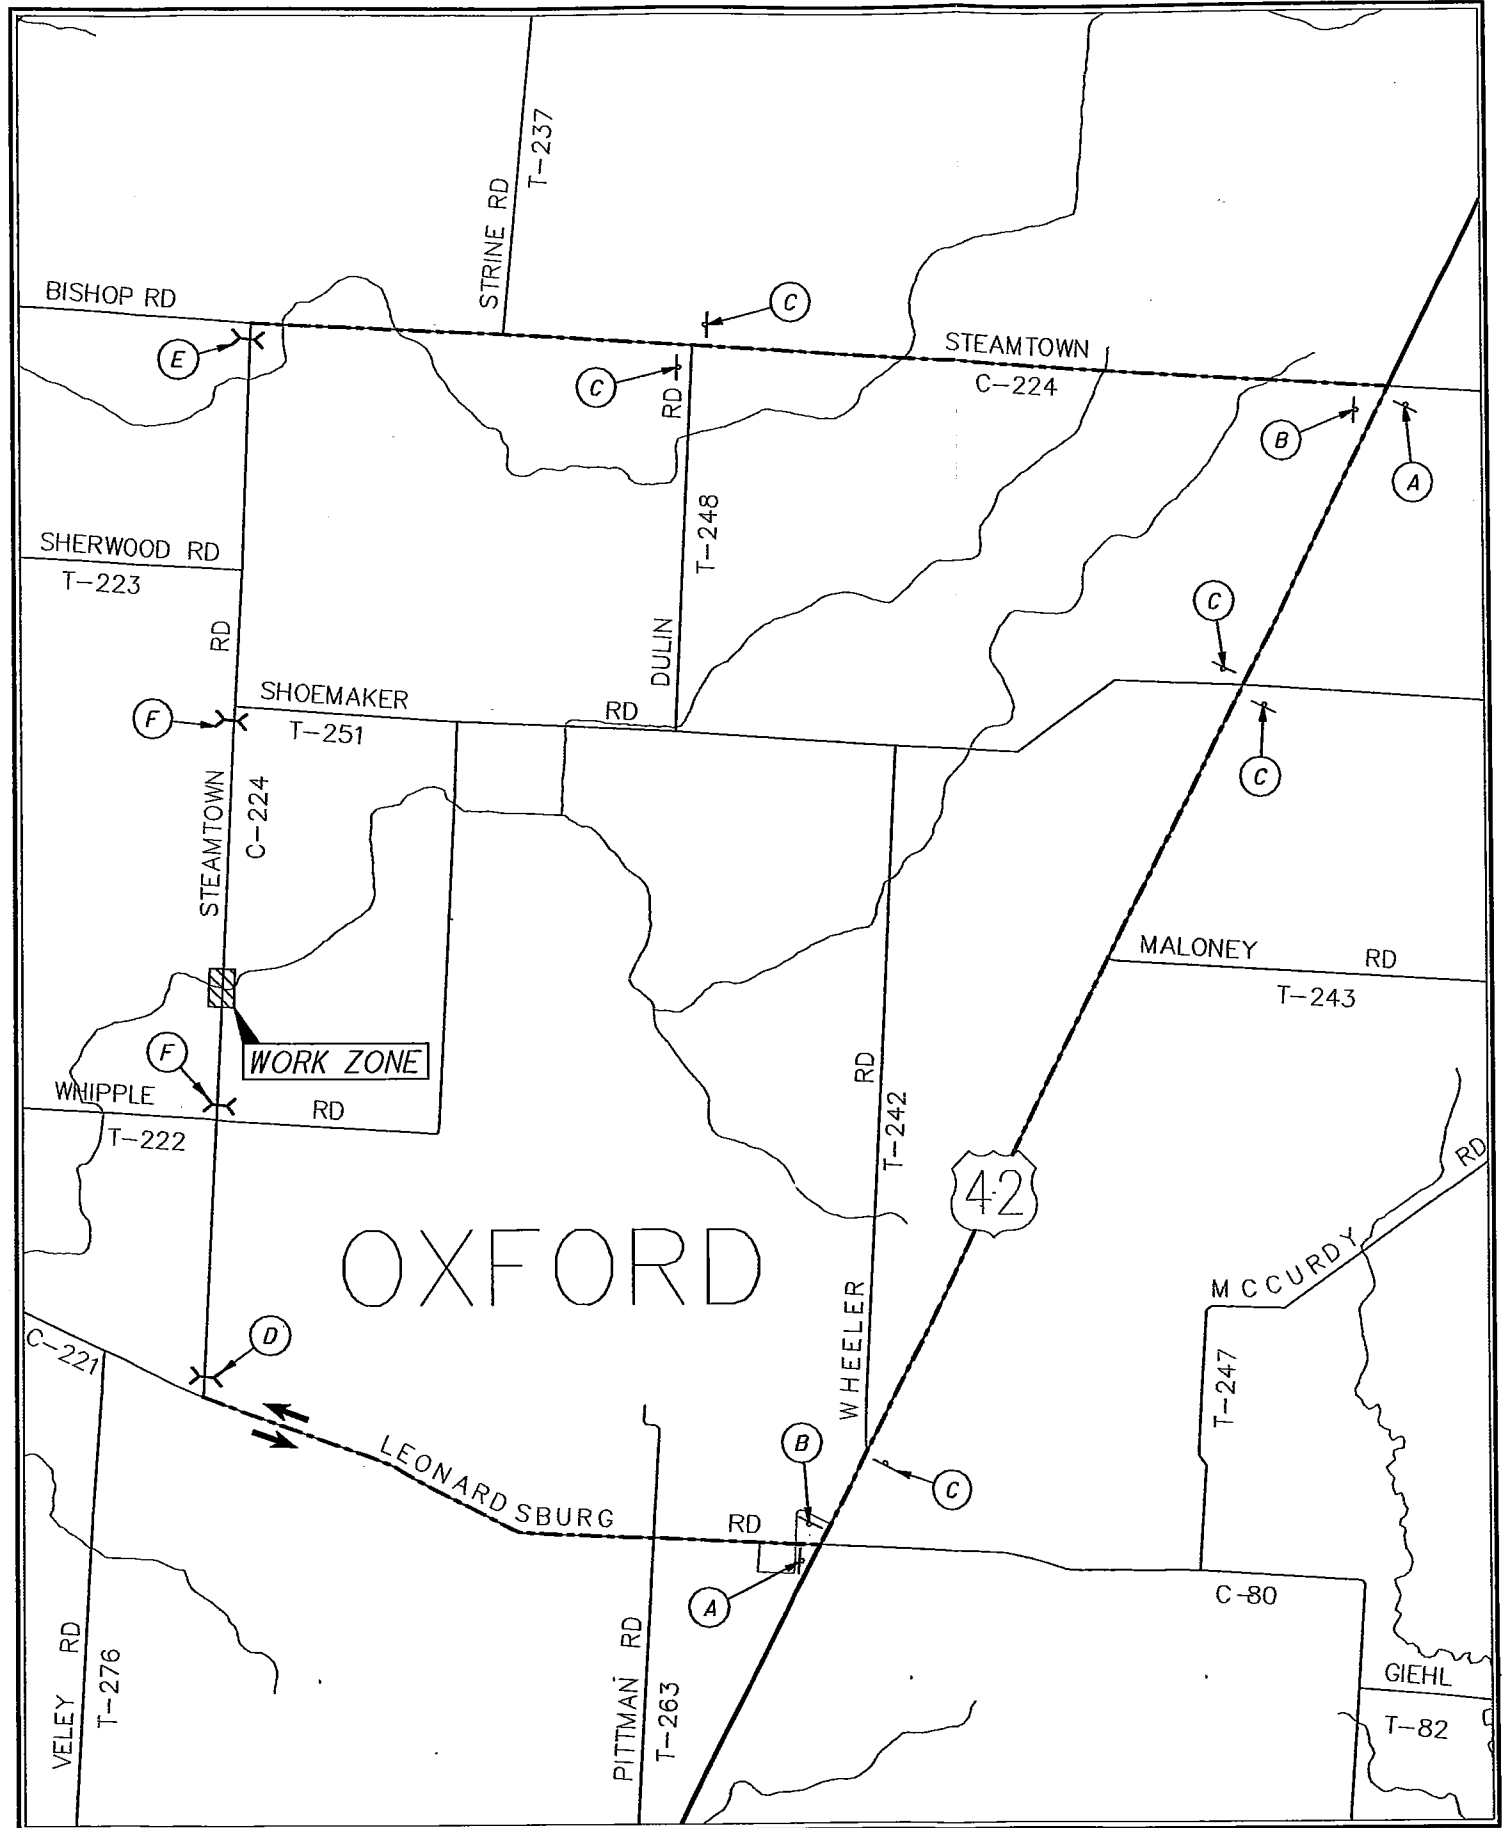 T-237
STRINE RD
BISHOP RD
C
STEAMTOWN
C-224
E
C
RD
B
A
T-248
SHERWOOD RD
T-223
RD
DULIN
C
SHOEMAKER RD
T-251
F
C
STEAMTOWN
C-224
MALONEY RD
T-243
WORK ZONE
F
RD
T-242
WHIPPLE RD
T-222
42
RD
MCCURDY
OXFORD
WHEELER
C-221
D
T-247
B
LEONARDSBURG RD
C
A
C-80
VELEY RD
T-276
PITTMAN RD
T-263
GIEHL
T-82